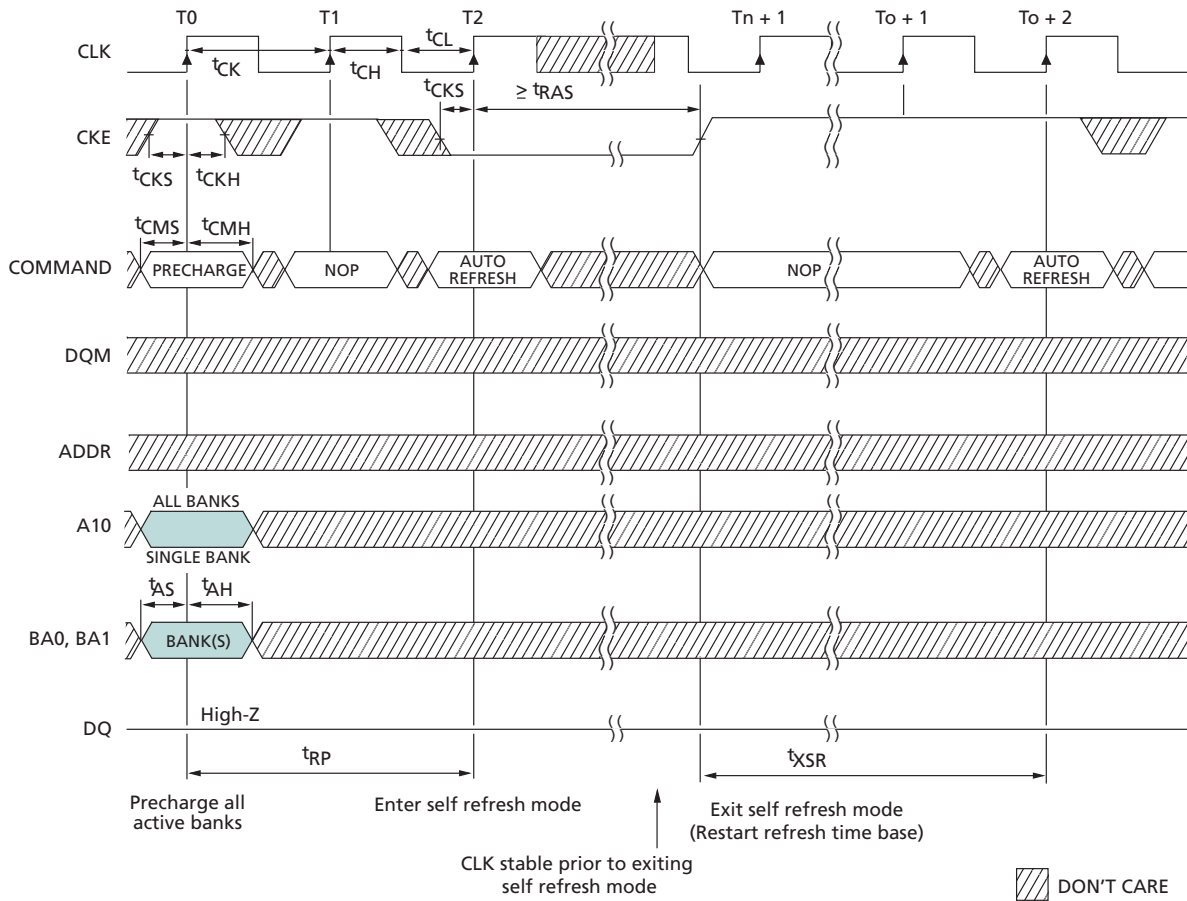 T0 T1 T2 Tn + 1 To + 1 To + 2
CLK
tCK
tCH
tCL
tCKS
≥ tRAS
CKE
tCKS
tCKH
tCMS
tCMH
COMMAND
PRECHARGE
NOP
AUTO
REFRESH
NOP
AUTO
REFRESH
DQM
ADDR
ALL BANKS
A10
SINGLE BANK
tAS
tAH
BA0, BA1
BANK(S)
High-Z
DQ
tRP
tXSR
Precharge all
active banks
Enter self refresh mode
Exit self refresh mode
(Restart refresh time base)
CLK stable prior to exiting
self refresh mode
DON'T CARE